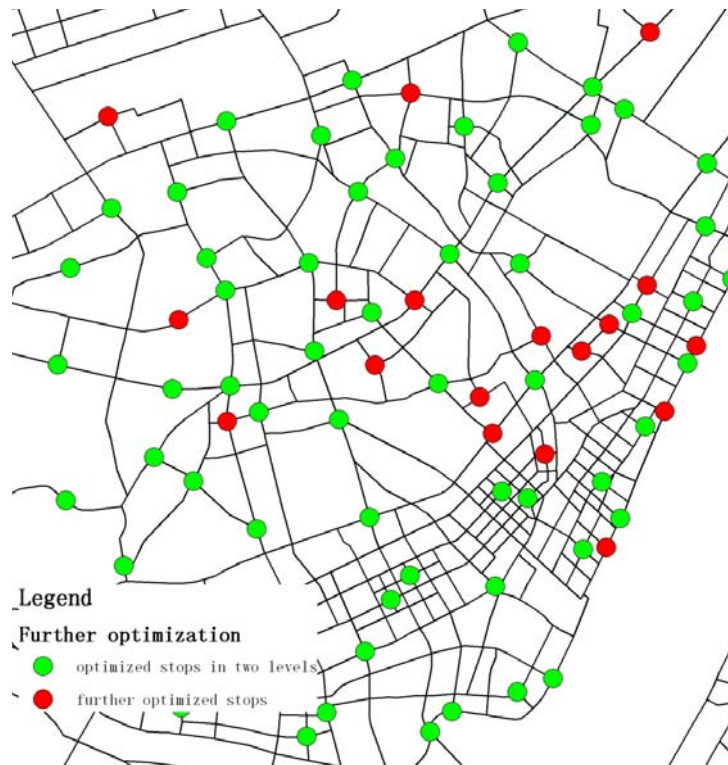 Legend
Further optimization
optimized stops in two levels
further optimized stops